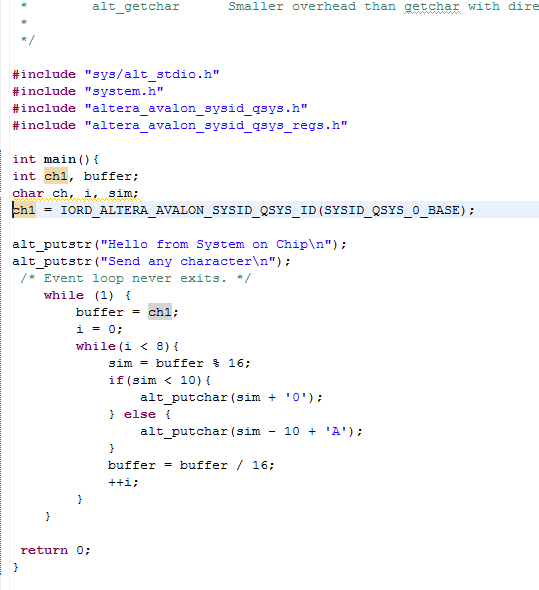 *        alt_getchar      Smaller overhead than getchar with dire
*
*/
#include "sys/alt_stdio.h"
#include "system.h"
#include "altera_avalon_sysid_qsys.h"
#include "altera_avalon_sysid_qsys_regs.h"
int main(){
int ch1, buffer;
char ch, i, sim;
ch1 = IORD_ALTERA_AVALON_SYSID_QSYS_ID(SYSID_QSYS_0_BASE);
alt_putstr("Hello from System on Chip\n");
alt_putstr("Send any character\n");
 /* Event loop never exits. */
    while (1) {
        buffer = ch1;
        i = 0;
        while(i < 8){
            sim = buffer % 16;
            if(sim < 10){
                alt_putchar(sim + '0');
            } else {
                alt_putchar(sim - 10 + 'A');
            }
            buffer = buffer / 16;
            ++i;
        }
    }
 return 0;
}